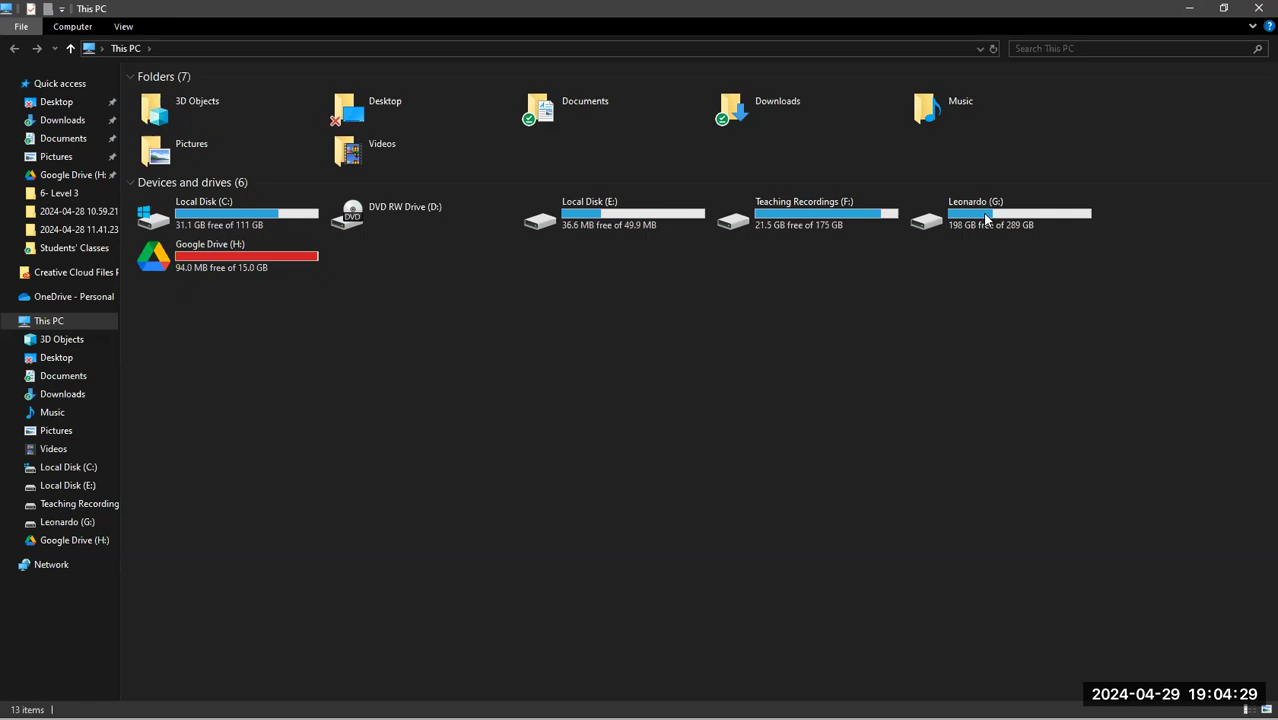 This PC
File Computer View
This PC
Search This PC
Quick access
Desktop
Downloads
Documents
Pictures
Google Drive (H:
6- Level 3
2024-04-28 10.59.21
2024-04-28 11.41.23
Students' Classes
Creative Cloud Files P
OneDrive - Personal
This PC
3D Objects
Desktop
Documents
Downloads
Music
Pictures
Videos
Local Disk (C:)
Local Disk (E:)
Teaching Recording
Leonardo (G:)
Google Drive (H:)
Network
Folders (7)
3D Objects
Desktop
Documents
Downloads
Music
Pictures
Videos
Devices and drives (6)
Local Disk (C:)
31.1 GB free of 111 GB
DVD RW Drive (D:)
DVD
Local Disk (E:)
36.6 MB free of 49.9 MB
Teaching Recordings (F:)
21.5 GB free of 175 GB
Leonardo (G:)
198 GB free of 289 GB
Google Drive (H:)
94.0 MB free of 15.0 GB
13 items
2024-04-29 19:04:29